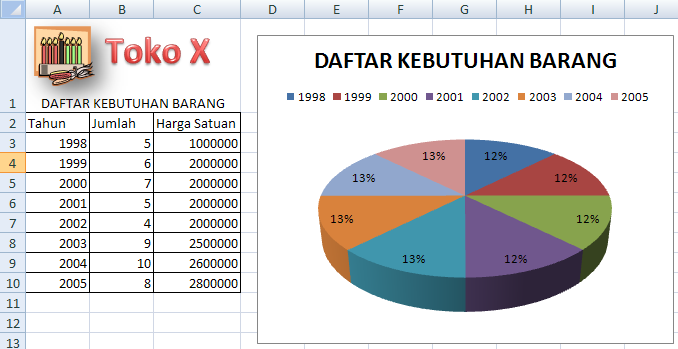 A B C D E F G H I J
Toko X
1 DAFTAR KEBUTUHAN BARANG
2 Tahun Jumlah Harga Satuan
3 1998 5 1000000
4 1999 6 2000000
5 2000 7 2000000
6 2001 5 2000000
7 2002 4 2000000
8 2003 9 2500000
9 2004 10 2600000
10 2005 8 2800000
11
12
13
DAFTAR KEBUTUHAN BARANG
1998 1999 2000 2001 2002 2003 2004 2005
13% 12%
13% 12%
13% 12%
13% 12%